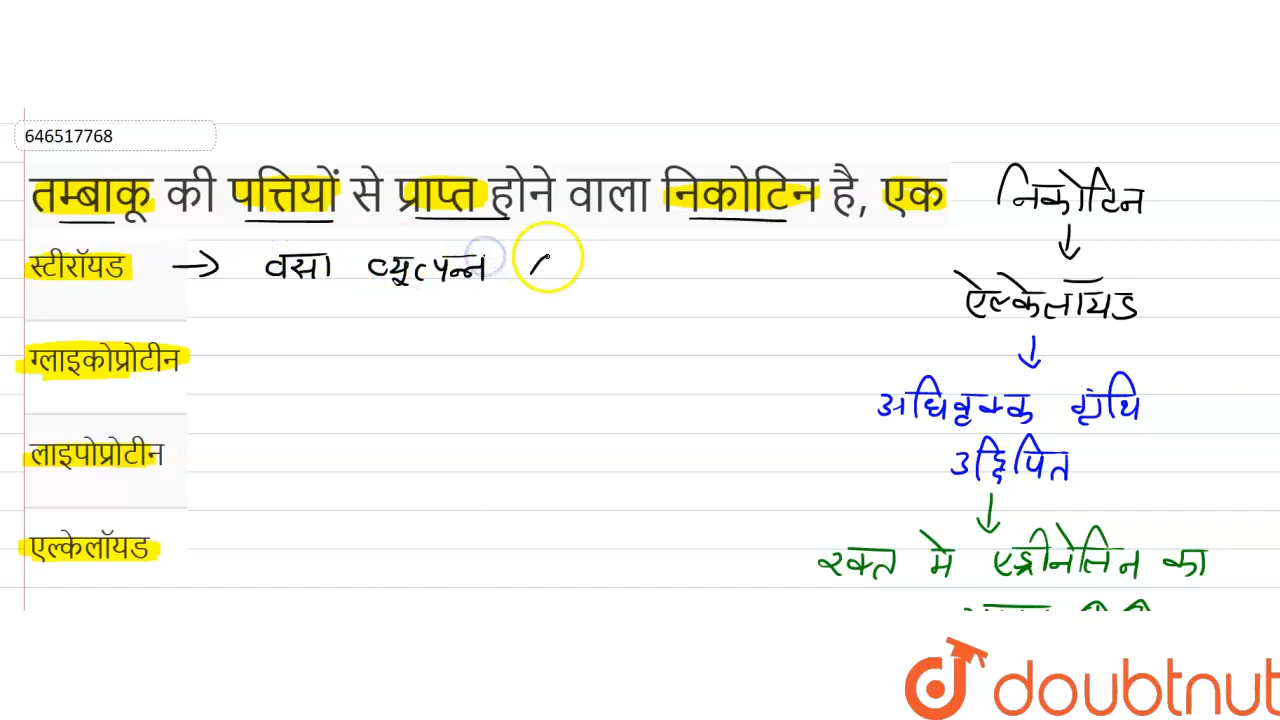 646517768
तम्बाकू की पत्तियों से प्राप्त होने वाला निकोटिन है, एक
स्टीरॉयड → वसा व्युत्पन्न
ग्लाइकोप्रोटीन
लाइपोप्रोटीन
एल्केलॉयड
निकोटिन
↓
ऐल्केलॉयड
↓
अधिवृक्क ग्रंथि
उद्दिपित
↓
रक्त मे एड्रीनेलिन का
doubtnut